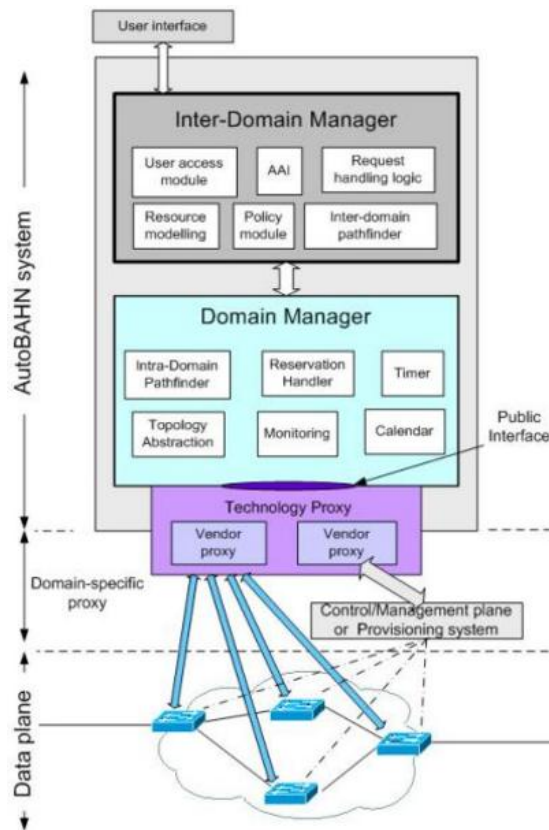 User interface
Inter-Domain Manager
User access
module
AAI
Request
handling logic
Resource
modelling
Policy
module
Inter-domain
pathfinder
AutoBAHN system
Domain Manager
Intra-Domain
Pathfinder
Reservation
Handler
Timer
Topology
Abstraction
Monitoring
Calendar
Public
Interface
Technology Proxy
Vendor
proxy
Vendor
proxy
Domain-specific
proxy
Control/Management plane
or Provisioning system
Data plane